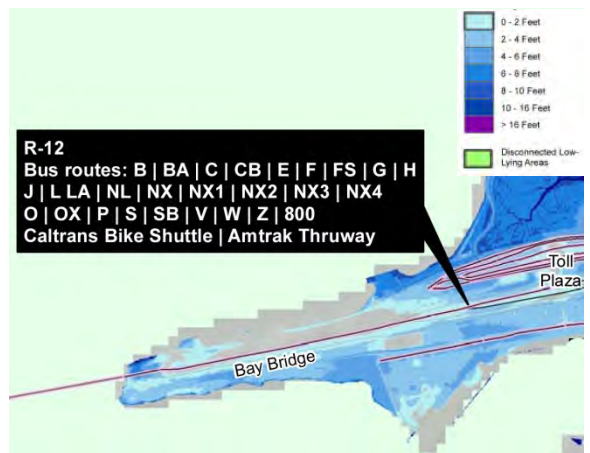 0 - 2 Feet
2 - 4 Feet
4 - 6 Feet
6 - 8 Feet
8 - 10 Feet
10 - 16 Feet
> 16 Feet
Disconnected Low-
Lying Areas
R-12
Bus routes: B | BA | C | CB | E | F | FS | G | H
J | L LA | NL | NX | NX1 | NX2 | NX3 | NX4
O | OX | P | S | SB | V | W | Z | 800
Caltrans Bike Shuttle | Amtrak Thruway
Toll
Plaza
Bay Bridge